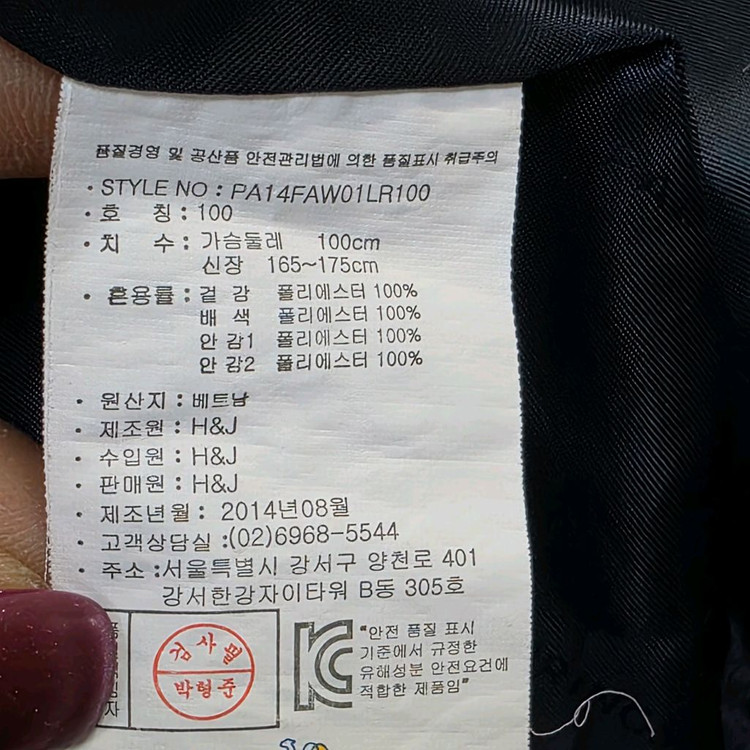 품질경영 및 공산품 안전관리법에 의한 품질표시 취급주의
· STYLE NO : PA14FAW01LR100
· 호 칭 : 100
· 치 수 : 가슴둘레 100cm
신장 165~175cm
· 혼용률 : 겉 감 폴리에스터 100%
배 색 폴리에스터 100%
안 감1 폴리에스터 100%
안 감2 폴리에스터 100%
· 원산지 : 베트남
· 제조원 : H&J
· 수입원 : H&J
· 판매원 : H&J
· 제조년월 : 2014년08월
· 고객상담실 :(02)6968-5544
· 주소 :서울특별시 강서구 양천로 401
강서한강자이타워 B동 305호
검사필
박형준
"안전 품질 표시
기준에서 규정한
유해성분 안전요건에
적합한 제품임"